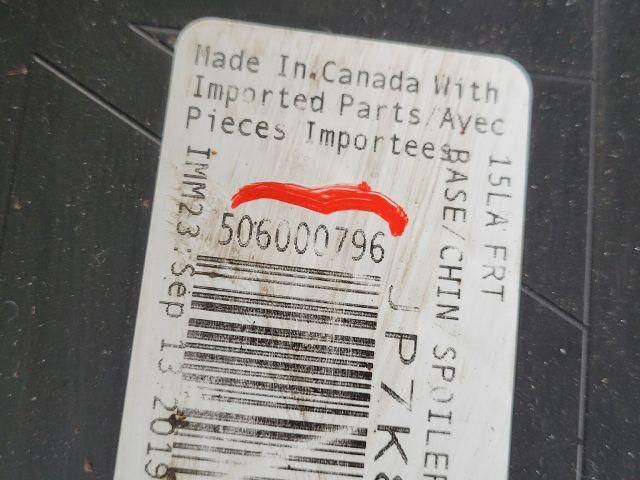 Made In Canada With
Imported Parts/Avec
Pieces Importees
15LA FRT
BASE/CHIN SPOILER
IMM23
Sep 13 2019
506000796
JP7K8